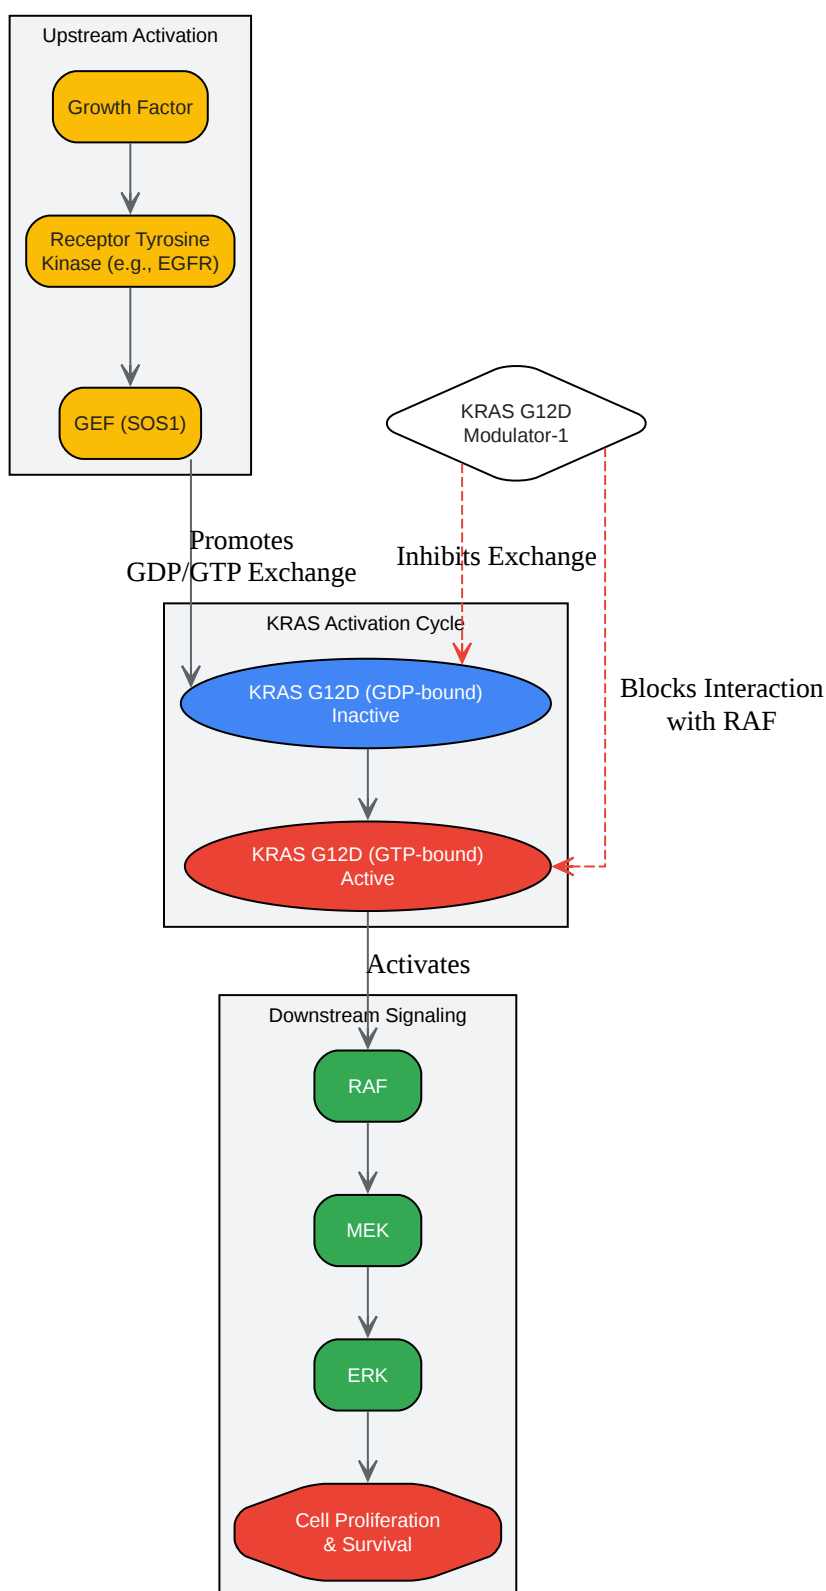 Upstream Activation
Growth Factor
Receptor Tyrosine
Kinase (e.g., EGFR)
GEF (SOS1)
KRAS G12D
Modulator-1
Promotes
GDP/GTP Exchange
Inhibits Exchange
KRAS Activation Cycle
KRAS G12D (GDP-bound)
Inactive
Blocks Interaction
with RAF
KRAS G12D (GTP-bound)
Active
Activates
Downstream Signaling
RAF
MEK
ERK
Cell Proliferation
& Survival